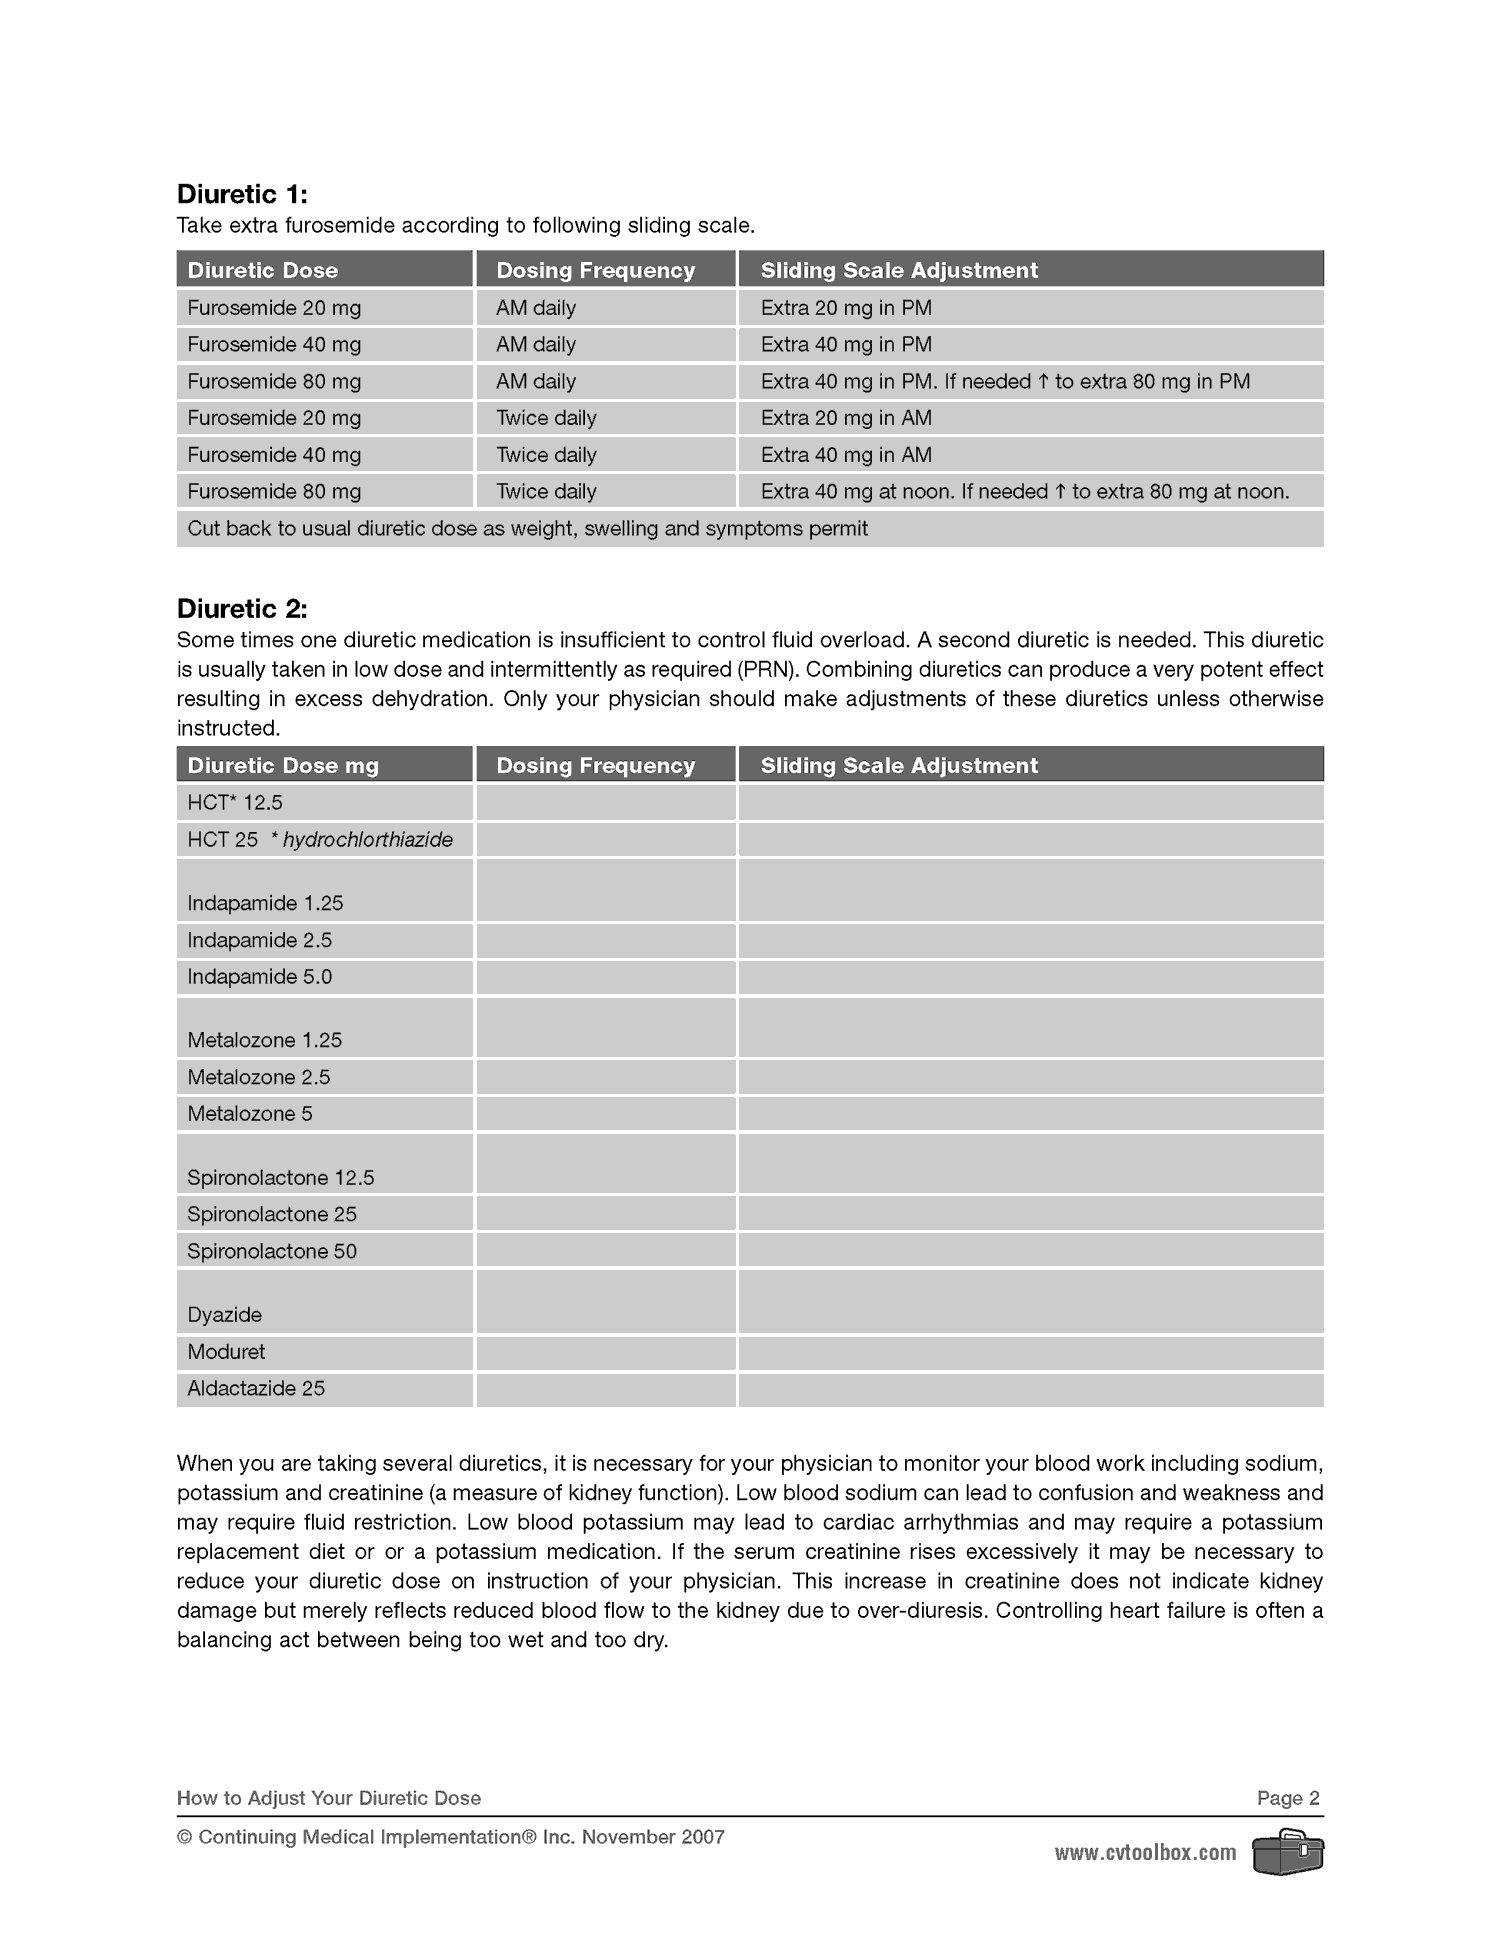 Diuretic 1:
Take extra furosemide according to following sliding scale.
Diuretic Dose Dosing Frequency Sliding Scale Adjustment
Furosemide 20 mg AM daily Extra 20 mg in PM
Furosemide 40 mg AM daily Extra 40 mg in PM
Furosemide 80 mg AM daily Extra 40 mg in PM. If needed ↑ to extra 80 mg in PM
Furosemide 20 mg Twice daily Extra 20 mg in AM
Furosemide 40 mg Twice daily Extra 40 mg in AM
Furosemide 80 mg Twice daily Extra 40 mg at noon. If needed ↑ to extra 80 mg at noon.
Cut back to usual diuretic dose as weight, swelling and symptoms permit
Diuretic 2:
Some times one diuretic medication is insufficient to control fluid overload. A second diuretic is needed. This diuretic
is usually taken in low dose and intermittently as required (PRN). Combining diuretics can produce a very potent effect
resulting in excess dehydration. Only your physician should make adjustments of these diuretics unless otherwise
instructed.
Diuretic Dose mg Dosing Frequency Sliding Scale Adjustment
HCT* 12.5
HCT 25 * hydrochlorthiazide
Indapamide 1.25
Indapamide 2.5
Indapamide 5.0
Metalozone 1.25
Metalozone 2.5
Metalozone 5
Spironolactone 12.5
Spironolactone 25
Spironolactone 50
Dyazide
Moduret
Aldactazide 25
When you are taking several diuretics, it is necessary for your physician to monitor your blood work including sodium,
potassium and creatinine (a measure of kidney function). Low blood sodium can lead to confusion and weakness and
may require fluid restriction. Low blood potassium may lead to cardiac arrhythmias and may require a potassium
replacement diet or or a potassium medication. If the serum creatinine rises excessively it may be necessary to
reduce your diuretic dose on instruction of your physician. This increase in creatinine does not indicate kidney
damage but merely reflects reduced blood flow to the kidney due to over-diuresis. Controlling heart failure is often a
balancing act between being too wet and too dry.
How to Adjust Your Diuretic Dose Page 2
© Continuing Medical Implementation® Inc. November 2007
www.cvtoolbox.com